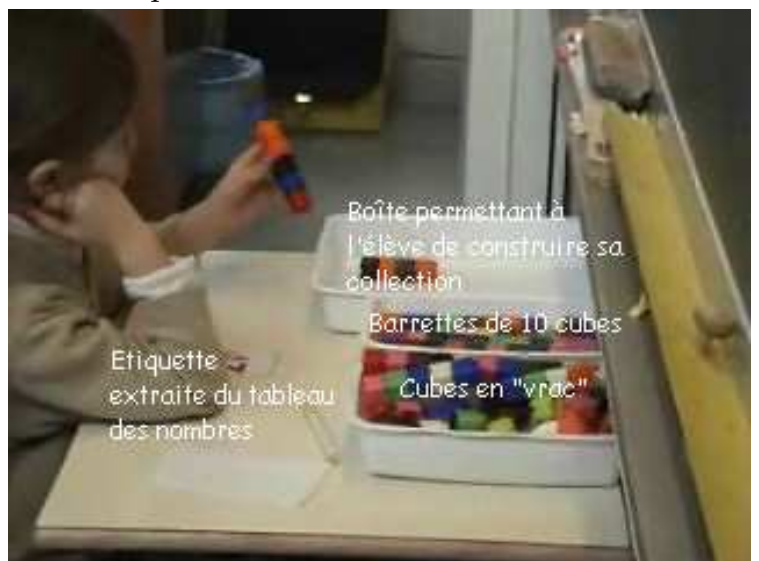 Boîte permettant à
l'élève de construire sa
collection
Barrettes de 10 cubes
Etiquette
extraite du tableau
des nombres
Cubes en "vrac"